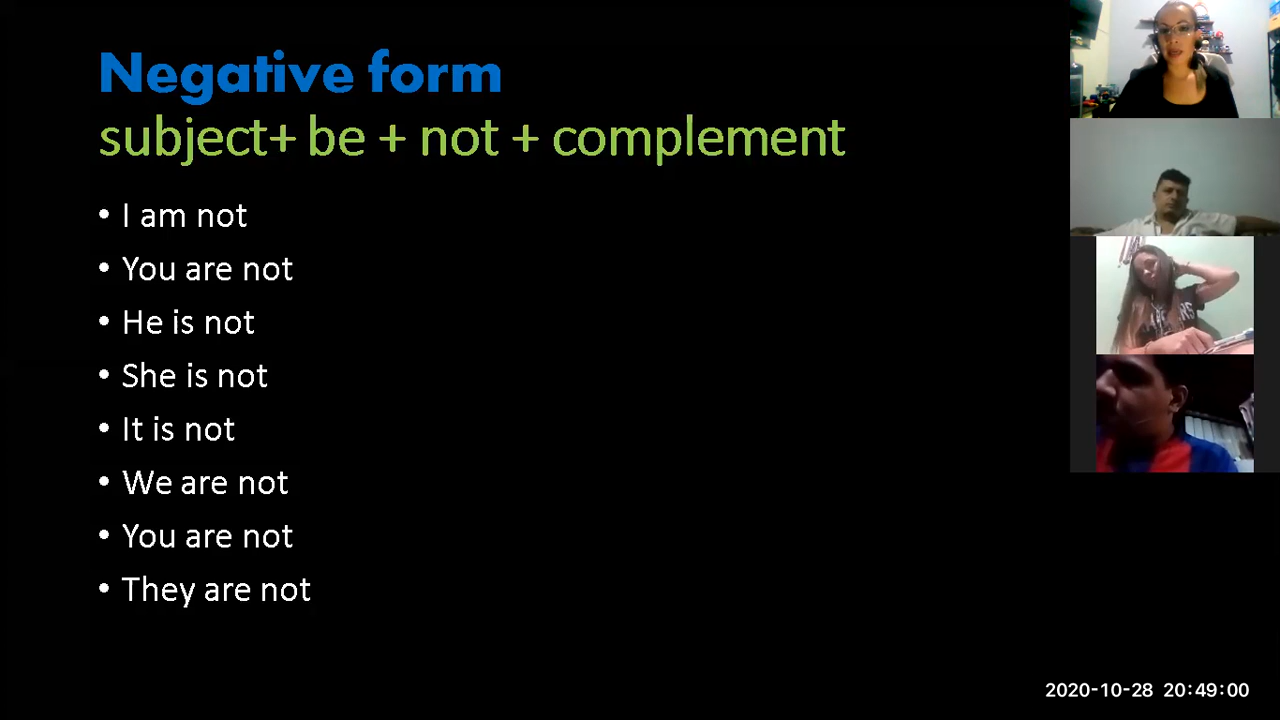 Negative form
subject+ be + not + complement
• I am not
• You are not
• He is not
• She is not
• It is not
• We are not
• You are not
• They are not
2020-10-28 20:49:00